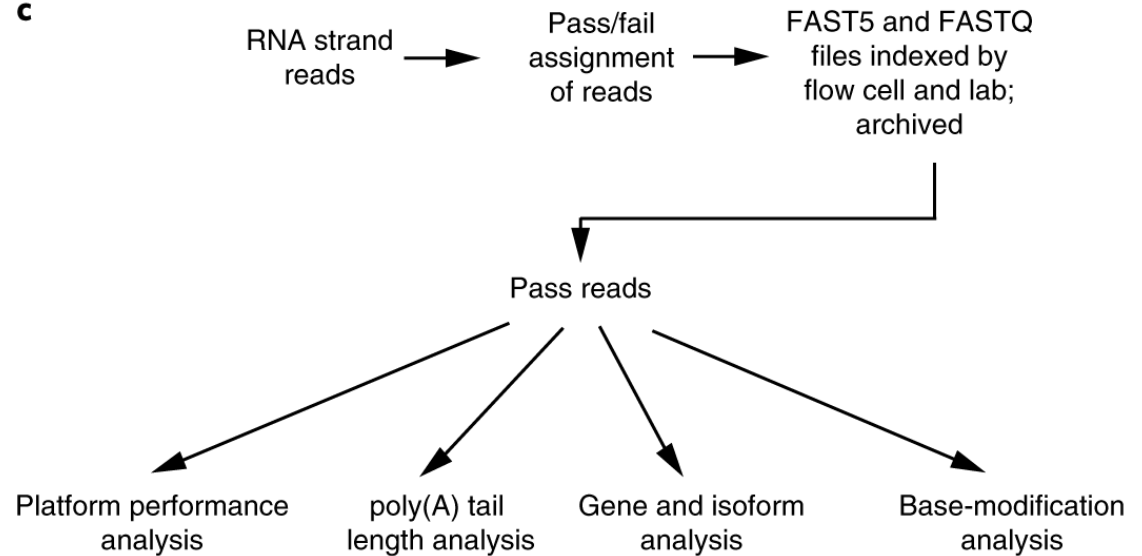 c
RNA strand
reads
Pass/fail
assignment
of reads
FAST5 and FASTQ
files indexed by
flow cell and lab;
archived
Pass reads
Platform performance
analysis
poly(A) tail
length analysis
Gene and isoform
analysis
Base-modification
analysis